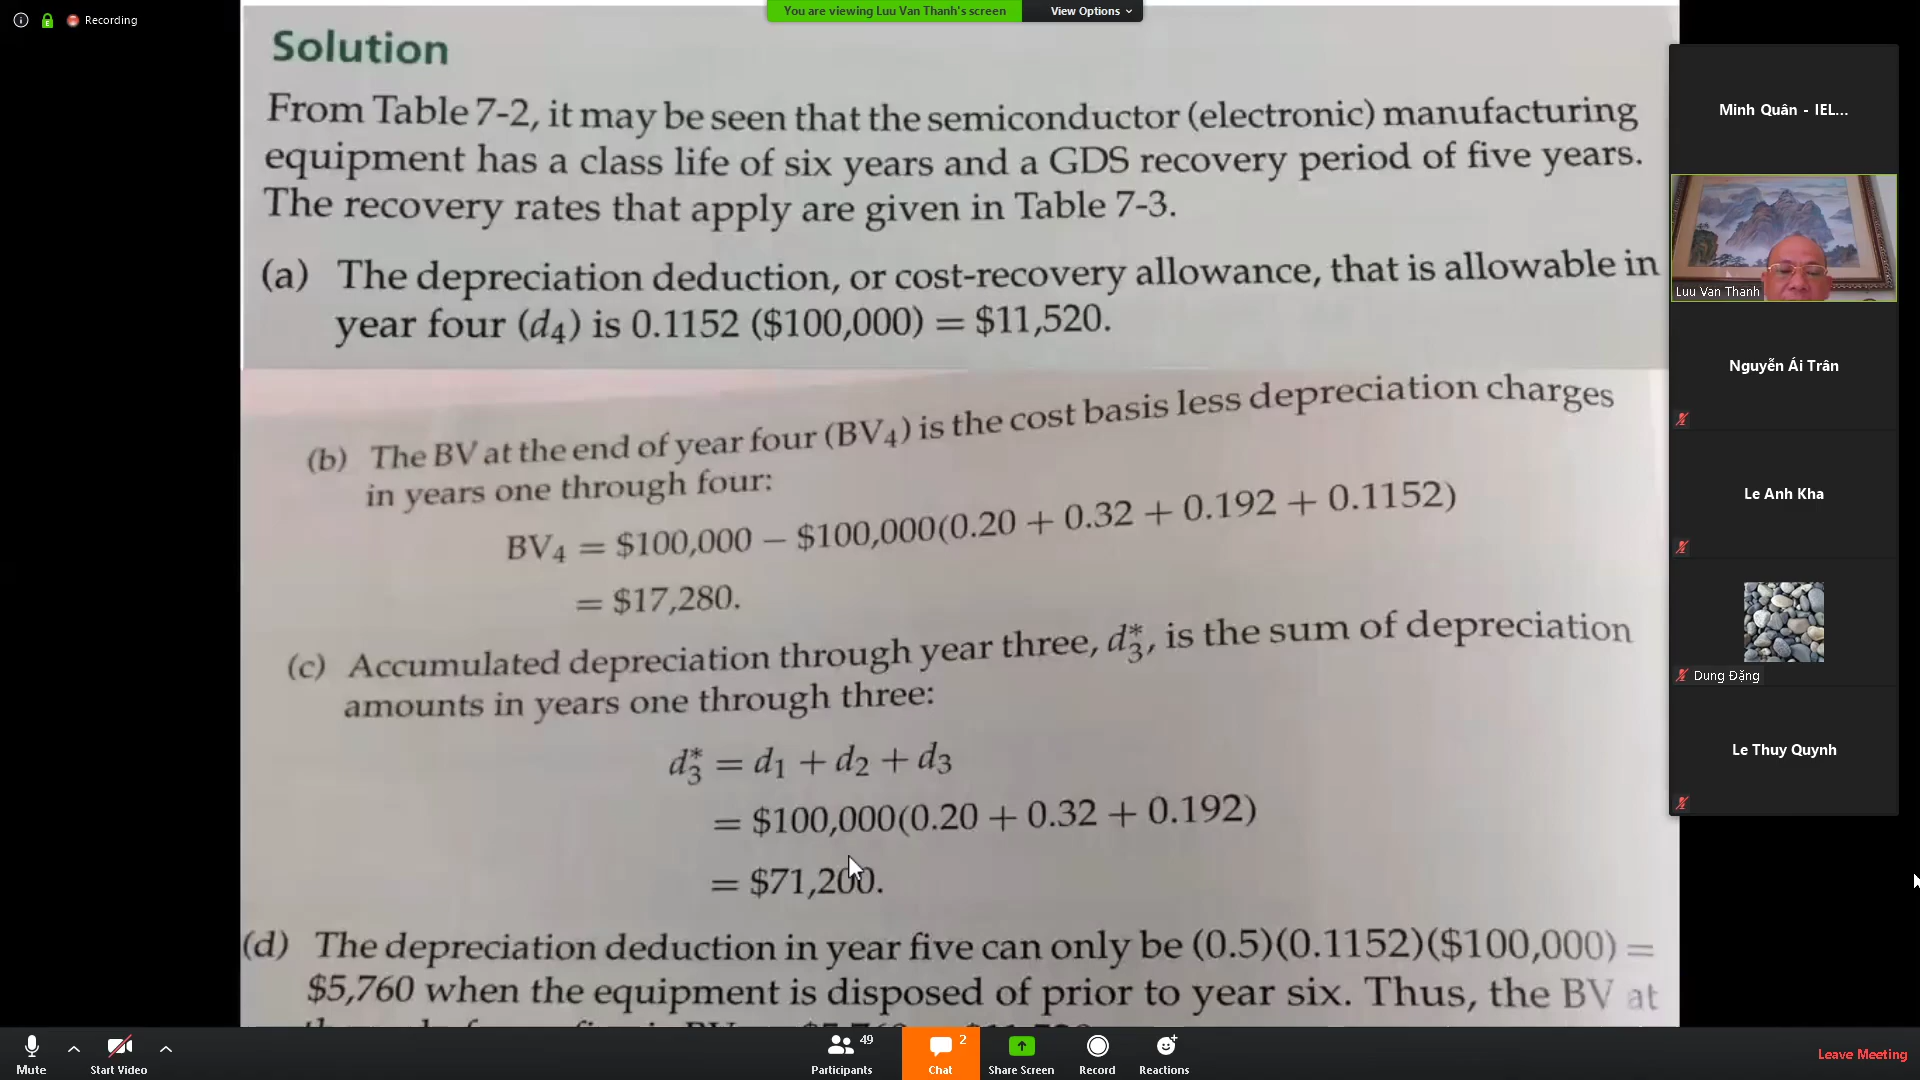 Recording
You are viewing Luu Van Thanh's screen
View Options
Solution
From Table 7-2, it may be seen that the semiconductor (electronic) manufacturing
equipment has a class life of six years and a GDS recovery period of five years.
The recovery rates that apply are given in Table 7-3.
(a) The depreciation deduction, or cost-recovery allowance, that is allowable in
year four (d4) is 0.1152 ($100,000) = $11,520.
(b) The BV at the end of year four (BV4) is the cost basis less depreciation charges
in years one through four:
BV4 = $100,000 − $100,000(0.20 + 0.32 + 0.192 + 0.1152)
= $17,280.
(c) Accumulated depreciation through year three, d*3, is the sum of depreciation
amounts in years one through three:
d*3 = d1 + d2 + d3
= $100,000(0.20 + 0.32 + 0.192)
= $71,200.
(d) The depreciation deduction in year five can only be (0.5)(0.1152)($100,000) =
$5,760 when the equipment is disposed of prior to year six. Thus, the BV at
Minh Quân - IEL...
Luu Van Thanh
Nguyễn Ái Trân
Le Anh Kha
Dung Đặng
Le Thuy Quynh
Mute
Start Video
49
Participants
2
Chat
Share Screen
Record
Reactions
Leave Meeting